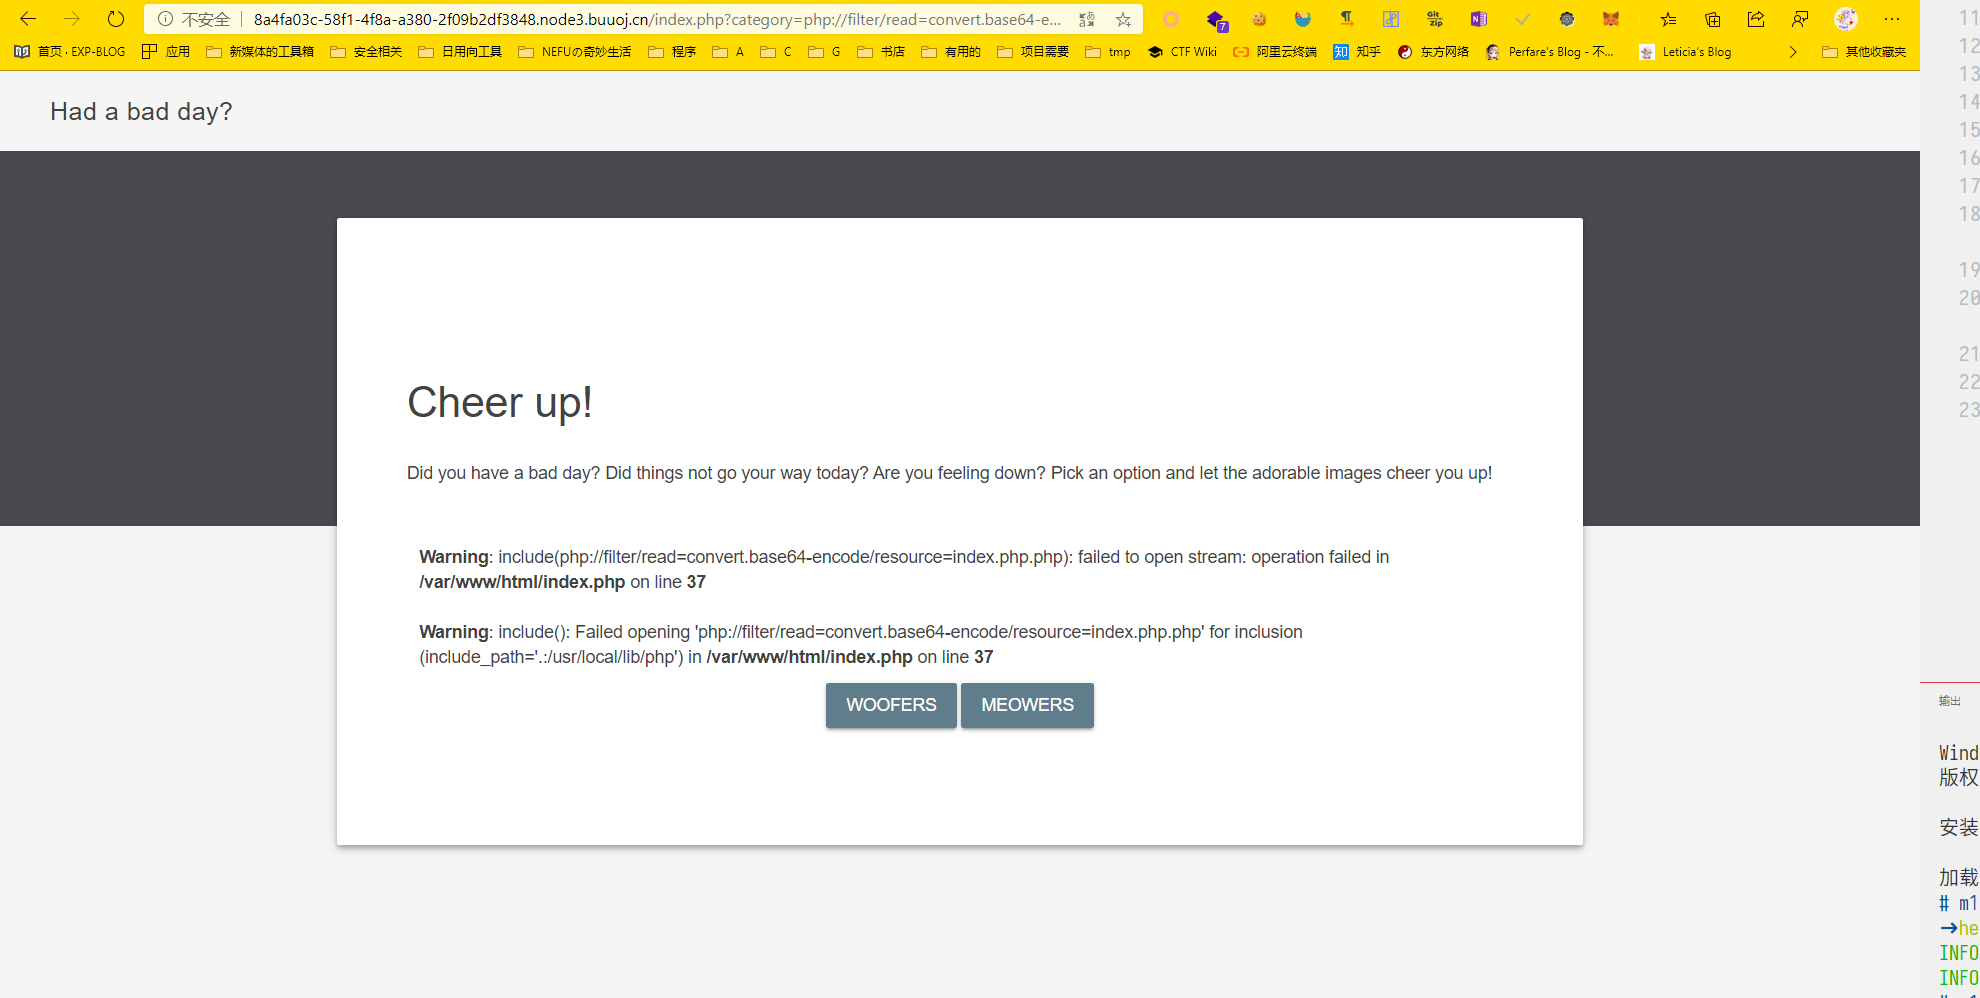 不安全 8a4fa03c-58f1-4f8a-a380-2f09b2df3848.node3.buuoj.cn/index.php?category=php://filter/read=convert.base64-e...
7
Git Zip
首页 · EXP-BLOG 应用 新媒体的工具箱 安全相关 日用向工具 NEFUの奇妙生活 程序 A C G 书店 有用的 项目需要 tmp CTF Wiki 阿里云终端 知 知乎 东方网络 Perfare's Blog - 不... Leticia's Blog 其他收藏夹
Had a bad day?
Cheer up!
Did you have a bad day? Did things not go your way today? Are you feeling down? Pick an option and let the adorable images cheer you up!
Warning: include(php://filter/read=convert.base64-encode/resource=index.php.php): failed to open stream: operation failed in
/var/www/html/index.php on line 37
Warning: include(): Failed opening 'php://filter/read=convert.base64-encode/resource=index.php.php' for inclusion
(include_path='.:/usr/local/lib/php') in /var/www/html/index.php on line 37
WOOFERS MEOWERS
11
12
13
14
15
16
17
18
19
20
21
22
23
输出
Wind
版权
安装
加载
# m1
→he
INFO
INFO